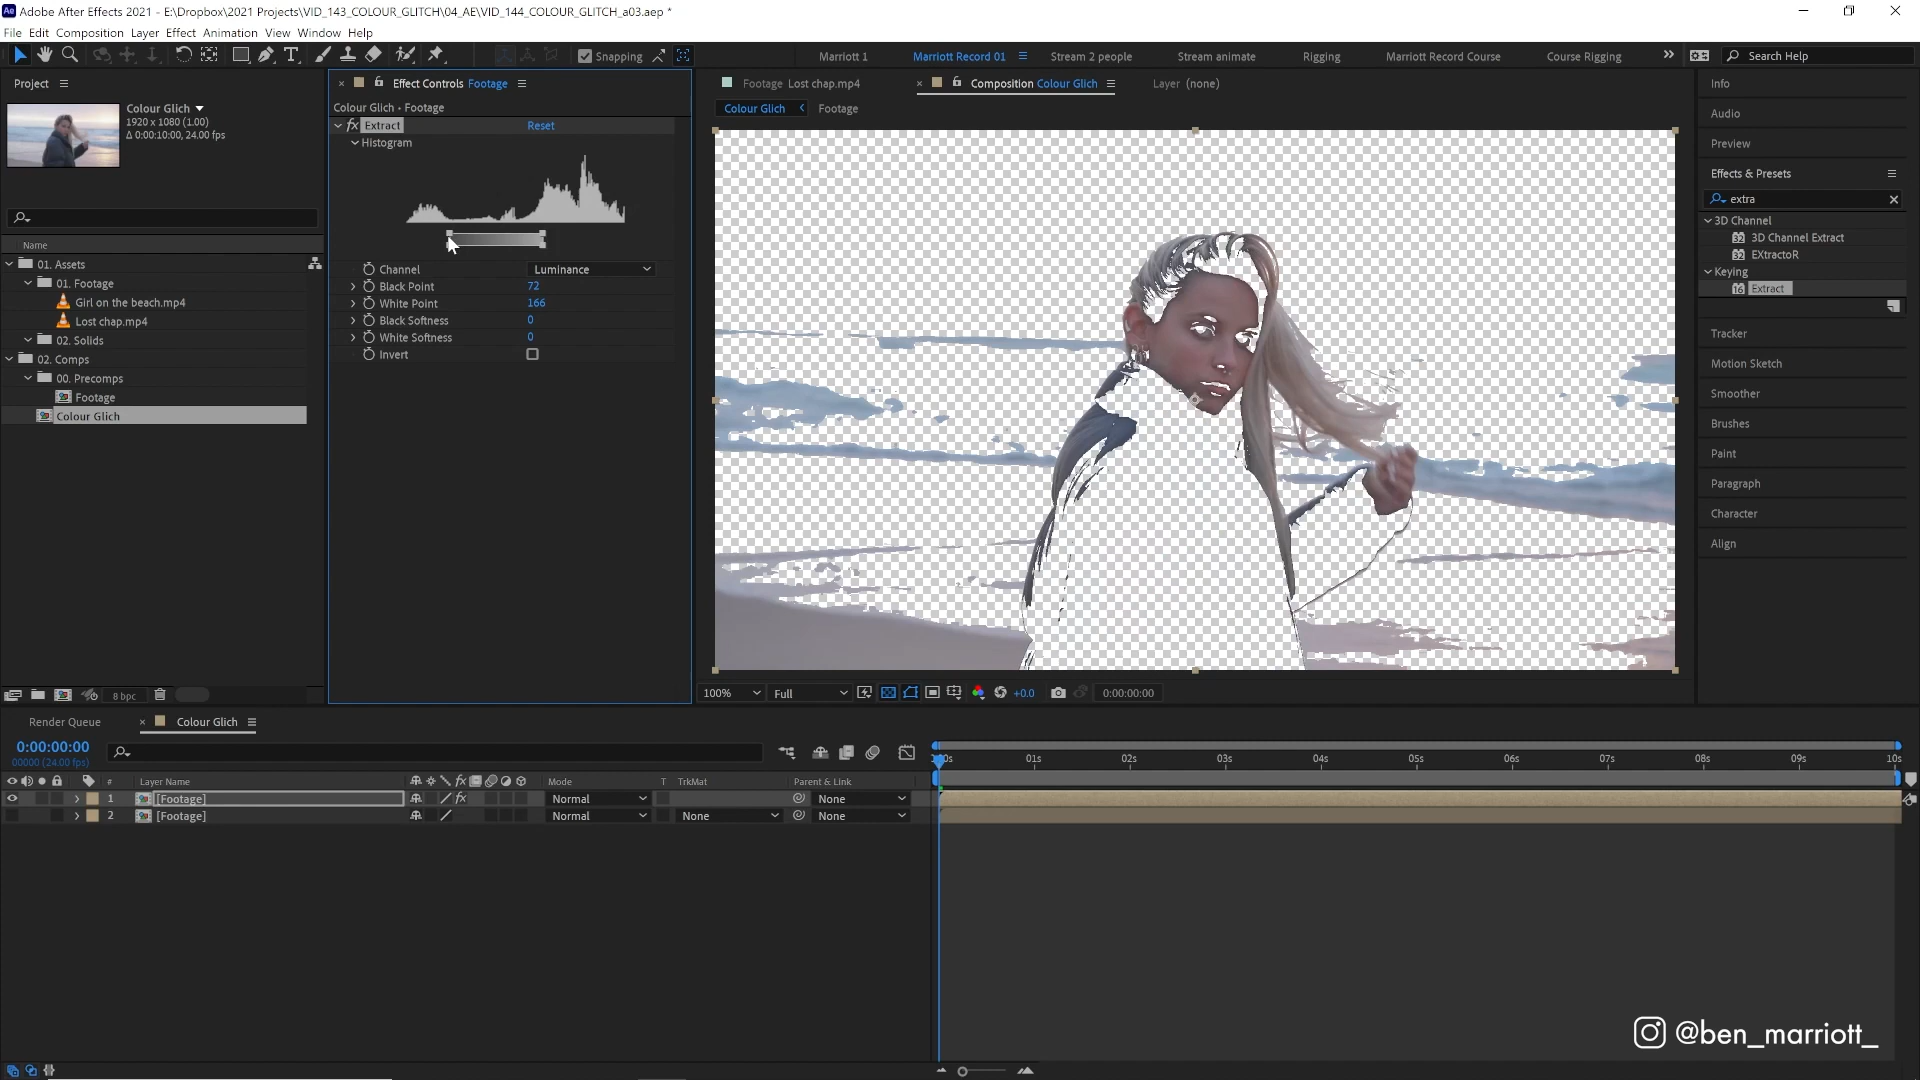 Adobe After Effects 2021 - E:\Dropbox\2021 Projects\VID_143_COLOUR_GLITCH\04_AE\VID_144_COLOUR_GLITCH_a03.aep *
File Edit Composition Layer Effect Animation View Window Help
Snapping Marriott 1 Marriott Record 01 Stream 2 people Stream animate Rigging Marriott Record Course Course Rigging Search Help
Project
Colour Glich
1920 x 1080 (1.00)
Δ 0:00:10:00, 24.00 fps
Name
01. Assets
01. Footage
Girl on the beach.mp4
Lost chap.mp4
02. Solids
02. Comps
00. Precomps
Footage
Colour Glich
8 bpc
Effect Controls Footage
Colour Glich • Footage
fx Extract Reset
Histogram
Channel Luminance
Black Point 72
White Point 166
Black Softness 0
White Softness 0
Invert
Footage Lost chap.mp4 Composition Colour Glich Layer (none)
Colour Glich Footage
100% Full +0.0 0:00:00:00
Info
Audio
Preview
Effects & Presets
extra
3D Channel
32 3D Channel Extract
32 EXtractoR
Keying
16 Extract
Tracker
Motion Sketch
Smoother
Brushes
Paint
Paragraph
Character
Align
Render Queue Colour Glich
0:00:00:00
00000 (24.00 fps)
01s 02s 03s 04s 05s 06s 07s 08s 09s 10s
# Layer Name fx Mode T TrkMat Parent & Link
1 [Footage] fx Normal None
2 [Footage] Normal None None
@ben_marriott_